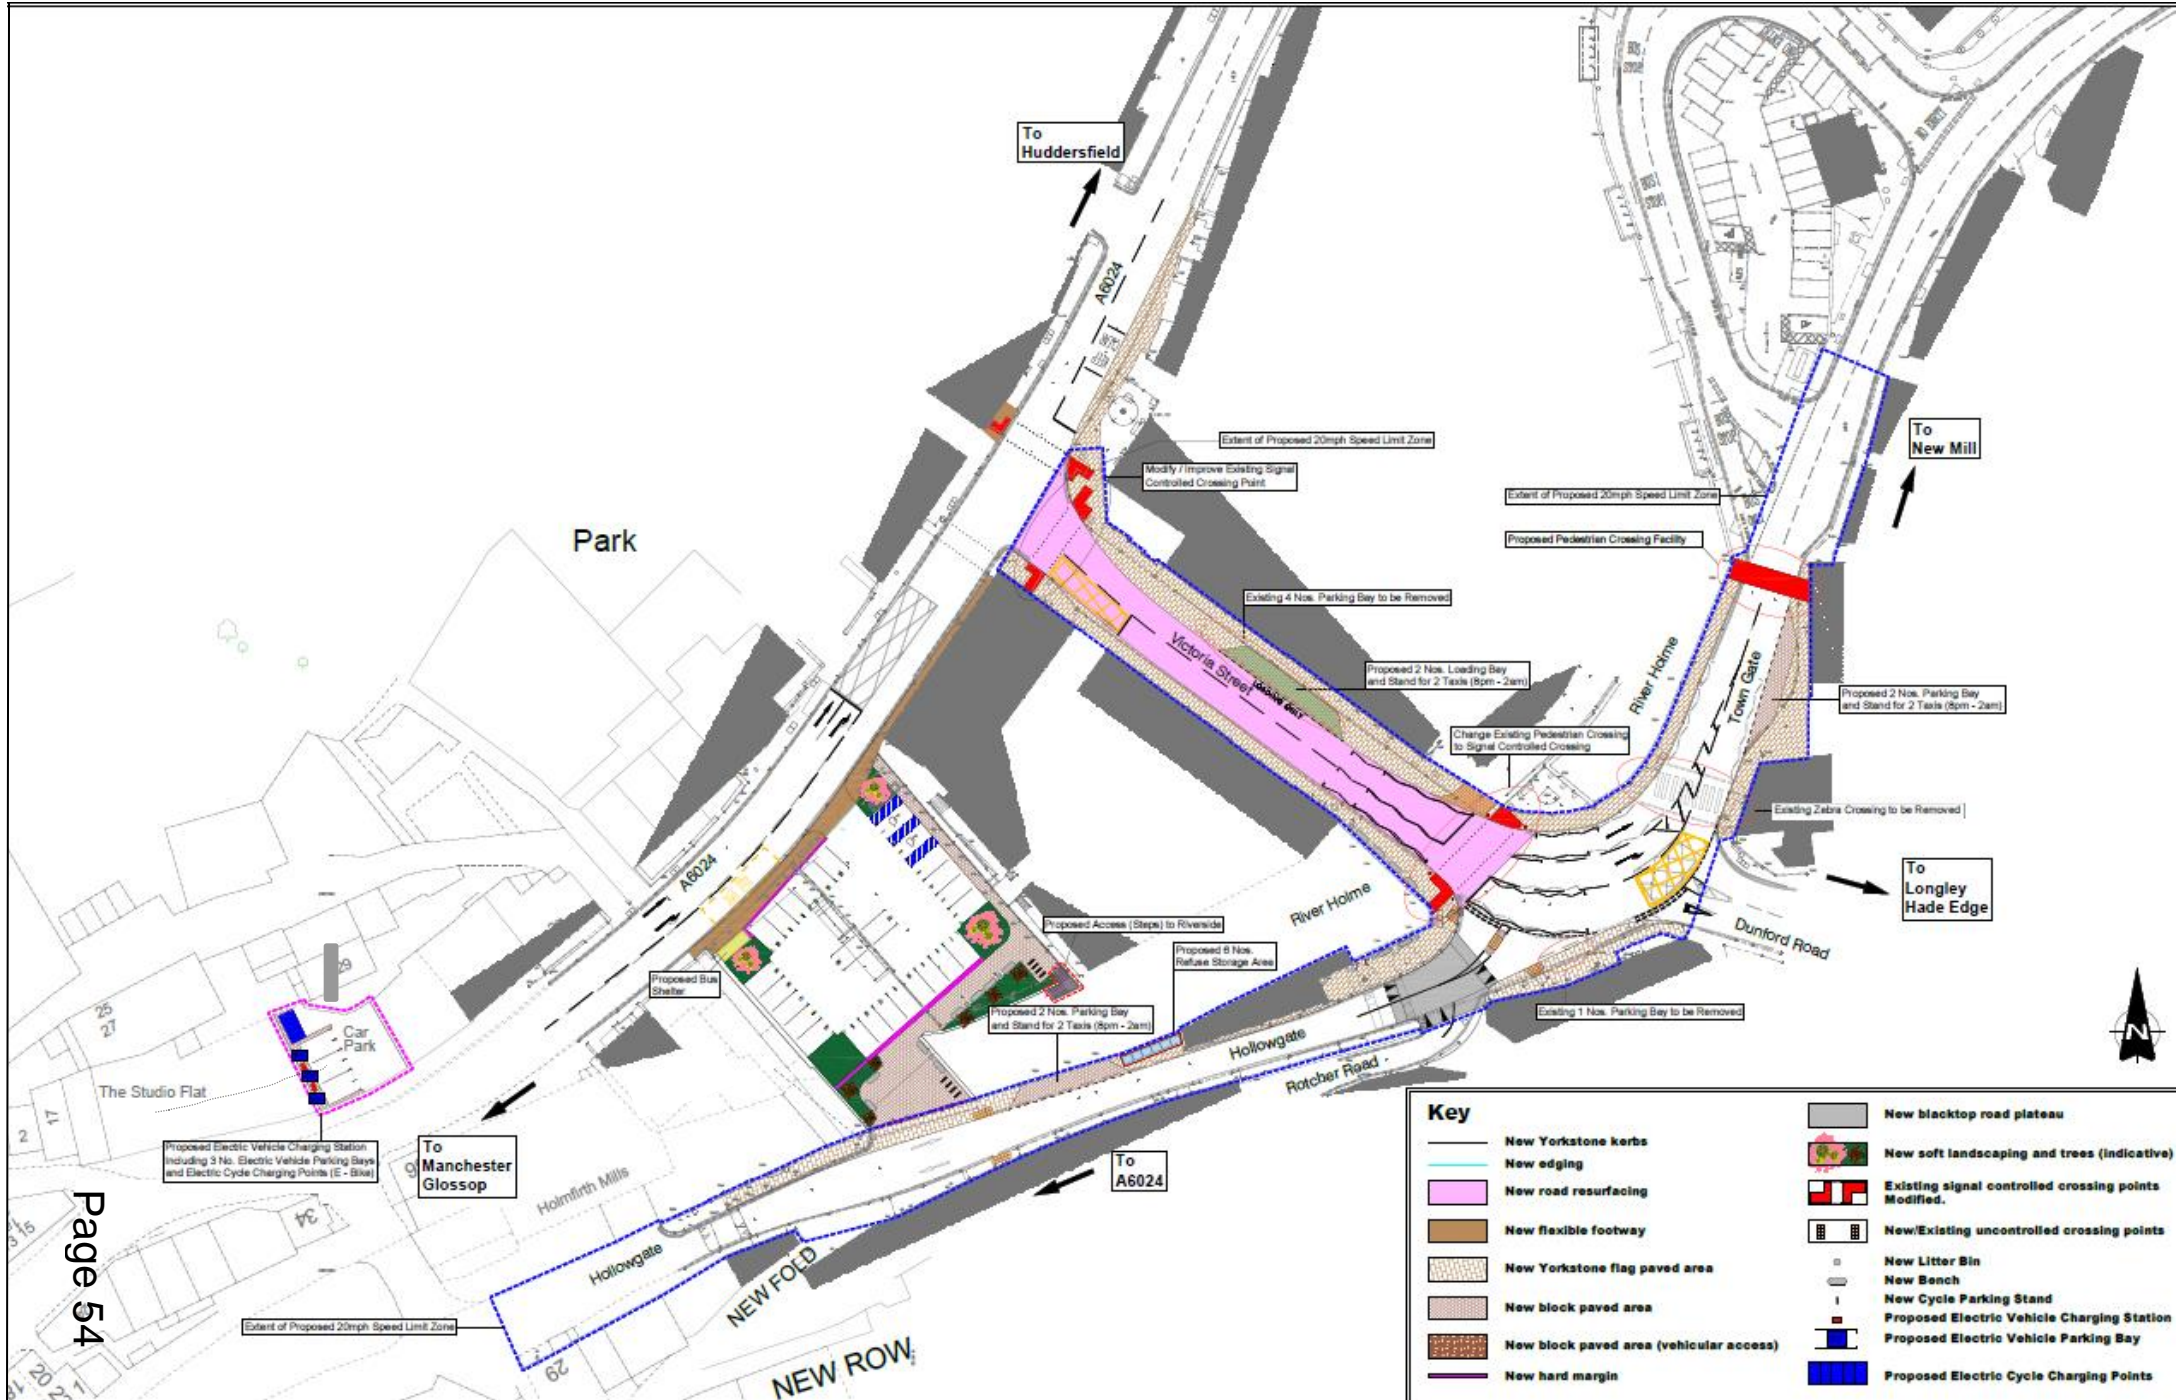 To
Huddersfield
A6024
Extent of Proposed 20mph Speed Limit Zone
Modify / Improve Existing Signal
Controlled Crossing Point
To
New Mill
Extent of Proposed 20mph Speed Limit Zone
Proposed Pedestrian Crossing Facility
Park
Existing 4 Nos. Parking Bay to be Removed
Victoria Street
LOADING ONLY
Proposed 2 Nos. Loading Bay
and Stand for 2 Taxis (8pm - 2am)
River Holme
Town Gate
Proposed 2 Nos. Parking Bay
and Stand for 2 Taxis (8pm - 2am)
Change Existing Pedestrian Crossing
to Signal Controlled Crossing
Existing Zebra Crossing to be Removed
To
Longley
Hade Edge
Dunford Road
A6024
River Holme
Proposed Access (Steps) to Riverside
Proposed 6 Nos.
Refuse Storage Area
Proposed Bus
Shelter
Proposed 2 Nos. Parking Bay
and Stand for 2 Taxis (8pm - 2am)
Existing 1 Nos. Parking Bay to be Removed
Hollowgate
Rotcher Road
29
25
27
Car
Park
The Studio Flat
17
2
Proposed Electric Vehicle Charging Station
Including 3 No. Electric Vehicle Parking Bays
and Electric Cycle Charging Points (E - Bike)
To
Manchester
Glossop
To
A6024
Holmfirth Mills
34
15
Hollowgate
NEW FOLD
NEW ROW
29
20
Extent of Proposed 20mph Speed Limit Zone
Page 54
N
Key
New Yorkstone kerbs
New edging
New road resurfacing
New flexible footway
New Yorkstone flag paved area
New block paved area
New block paved area (vehicular access)
New hard margin
New blacktop road plateau
New soft landscaping and trees (indicative)
Existing signal controlled crossing points
Modified.
New/Existing uncontrolled crossing points
New Litter Bin
New Bench
New Cycle Parking Stand
Proposed Electric Vehicle Charging Station
Proposed Electric Vehicle Parking Bay
Proposed Electric Cycle Charging Points